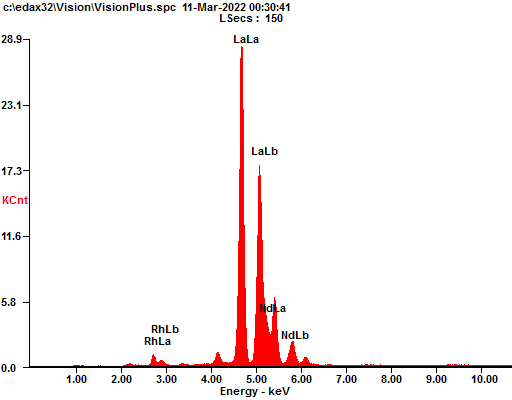 c:\edax32\Vision\VisionPlus.spc 11-Mar-2022 00:30:41
LSecs : 150
28.9
LaLa
23.1
LaLb
17.3
KCnt
11.6
5.8
NdLa
RhLb
NdLb
RhLa
0.0
1.00 2.00 3.00 4.00 5.00 6.00 7.00 8.00 9.00 10.00
Energy - keV